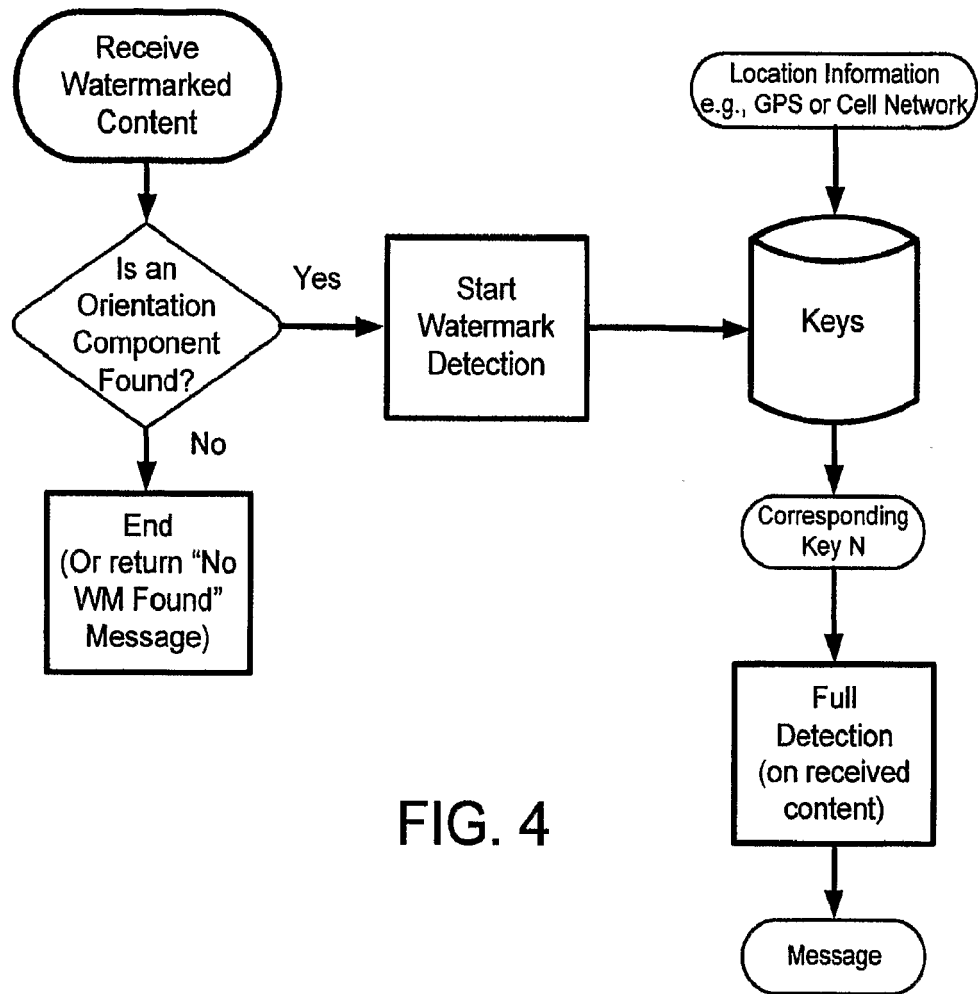 Receive
Watermarked
Content
Is an
Orientation
Component
Found?
Yes
No
End
(Or return “No
WM Found”
Message)
Start
Watermark
Detection
Location Information
e.g., GPS or Cell Network
Keys
Corresponding
Key N
Full
Detection
(on received
content)
Message
FIG. 4